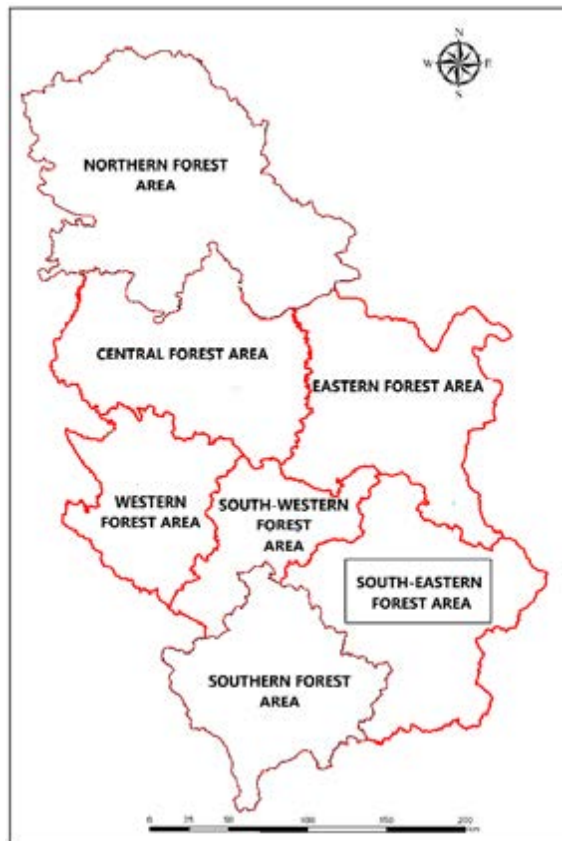 N
W E
S
NORTHERN FOREST
AREA
CENTRAL FOREST AREA
EASTERN FOREST AREA
WESTERN
FOREST AREA
SOUTH-WESTERN
FOREST
AREA
SOUTH-EASTERN
FOREST AREA
SOUTHERN FOREST
AREA
0 25 50 100 150 200
km